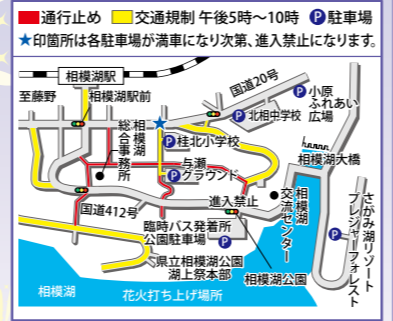 通行止め 交通規制 午後5時～10時 P 駐車場
★印箇所は各駐車場が満車になり次第、進入禁止になります。
相模湖駅
国道20号
P 小原ふれあい広場
至藤野
相模湖駅前
P 北相中学校
P 桂北小学校
相模湖総合事務所
相模湖大橋
与瀬グラウンド
P
国道412号
進入禁止
相模湖交流センター
さがみ湖リゾートプレジャーフォレスト
P
臨時バス発着所
公園駐車場
P
県立相模湖公園
湖上祭本部
相模湖公園
相模湖
花火打ち上げ場所